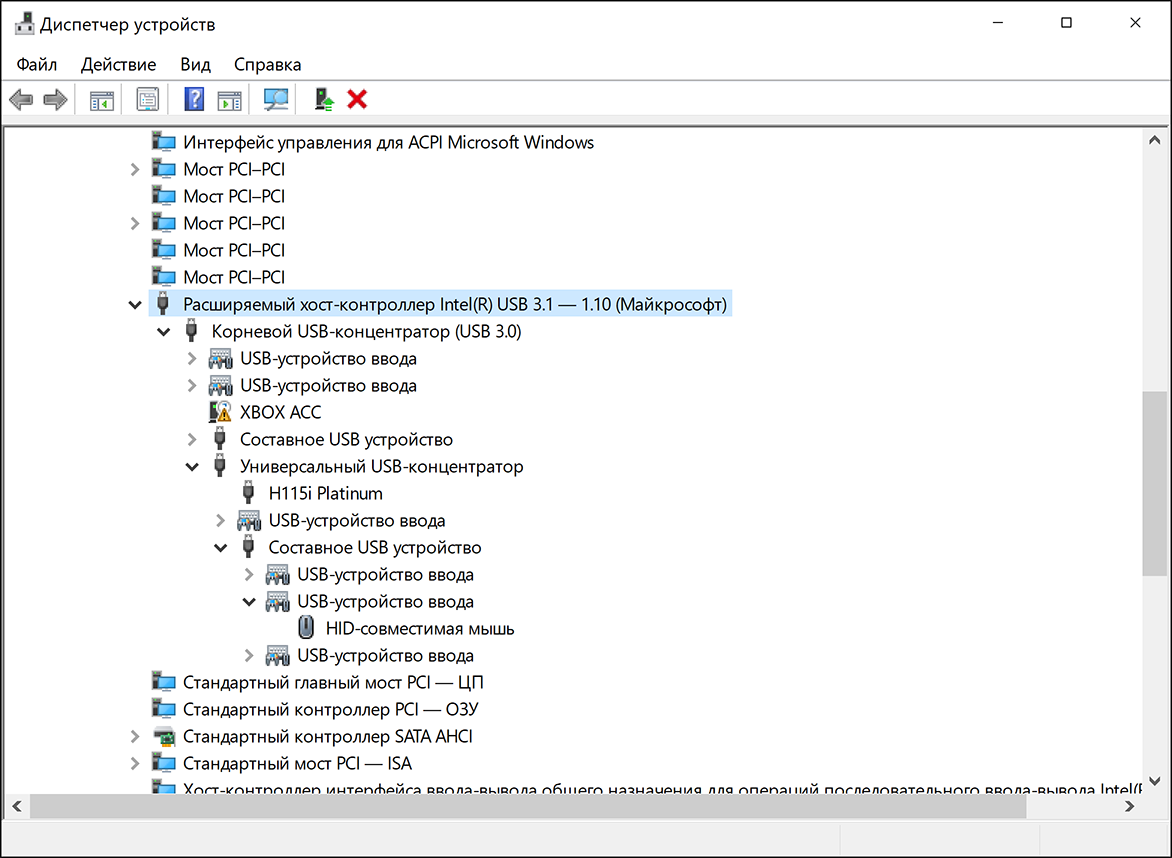 Диспетчер устройств
Файл Действие Вид Справка
Интерфейс управления для ACPI Microsoft Windows
Мост PCI–PCI
Мост PCI–PCI
Мост PCI–PCI
Мост PCI–PCI
Мост PCI–PCI
Расширяемый хост-контроллер Intel(R) USB 3.1 — 1.10 (Майкрософт)
Корневой USB-концентратор (USB 3.0)
USB-устройство ввода
USB-устройство ввода
XBOX ACC
Составное USB устройство
Универсальный USB-концентратор
H115i Platinum
USB-устройство ввода
Составное USB устройство
USB-устройство ввода
USB-устройство ввода
HID-совместимая мышь
USB-устройство ввода
Стандартный главный мост PCI — ЦП
Стандартный контроллер PCI — ОЗУ
Стандартный контроллер SATA AHCI
Стандартный мост PCI — ISA
Хост-контроллер интерфейса ввода-вывода общего назначения для операций последовательного ввода-вывода Intel(R